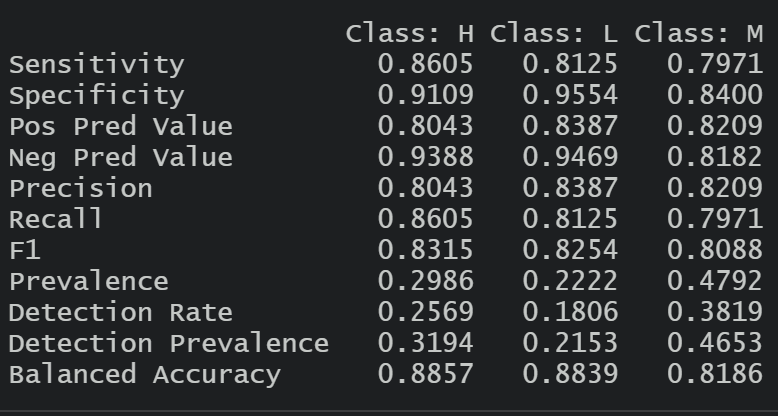 Class: H Class: L Class: M
Sensitivity 0.8605 0.8125 0.7971
Specificity 0.9109 0.9554 0.8400
Pos Pred Value 0.8043 0.8387 0.8209
Neg Pred Value 0.9388 0.9469 0.8182
Precision 0.8043 0.8387 0.8209
Recall 0.8605 0.8125 0.7971
F1 0.8315 0.8254 0.8088
Prevalence 0.2986 0.2222 0.4792
Detection Rate 0.2569 0.1806 0.3819
Detection Prevalence 0.3194 0.2153 0.4653
Balanced Accuracy 0.8857 0.8839 0.8186